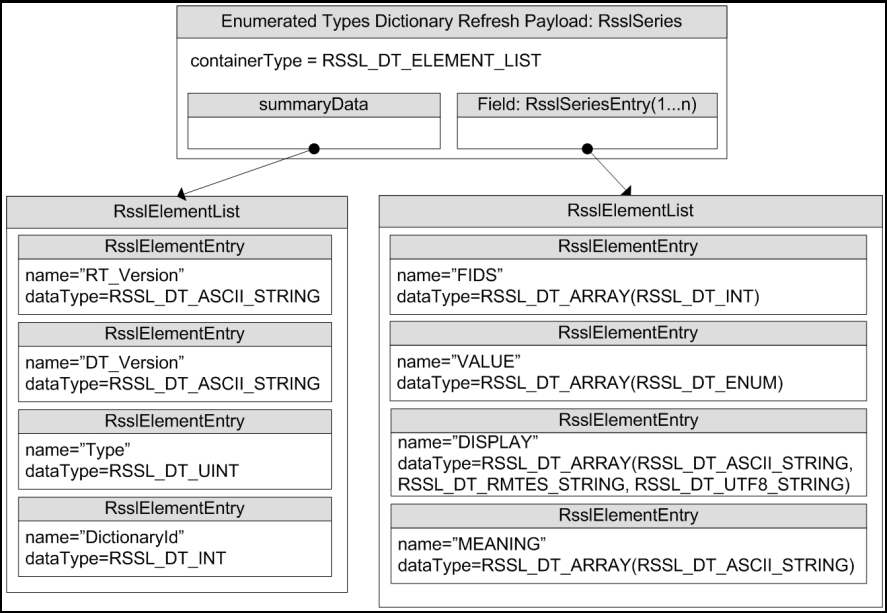 Enumerated Types Dictionary Refresh Payload: RsslSeries
containerType = RSSL_DT_ELEMENT_LIST
summaryData
Field: RsslSeriesEntry(1...n)
RsslElementList
RsslElementEntry
name=”RT_Version”
dataType=RSSL_DT_ASCII_STRING
RsslElementEntry
name=”DT_Version”
dataType=RSSL_DT_ASCII_STRING
RsslElementEntry
name=”Type”
dataType=RSSL_DT_UINT
RsslElementEntry
name=”DictionaryId”
dataType=RSSL_DT_INT
RsslElementList
RsslElementEntry
name=”FIDS”
dataType=RSSL_DT_ARRAY(RSSL_DT_INT)
RsslElementEntry
name=”VALUE”
dataType=RSSL_DT_ARRAY(RSSL_DT_ENUM)
RsslElementEntry
name=”DISPLAY”
dataType=RSSL_DT_ARRAY(RSSL_DT_ASCII_STRING,
RSSL_DT_RMTES_STRING, RSSL_DT_UTF8_STRING)
RsslElementEntry
name=”MEANING”
dataType=RSSL_DT_ARRAY(RSSL_DT_ASCII_STRING)